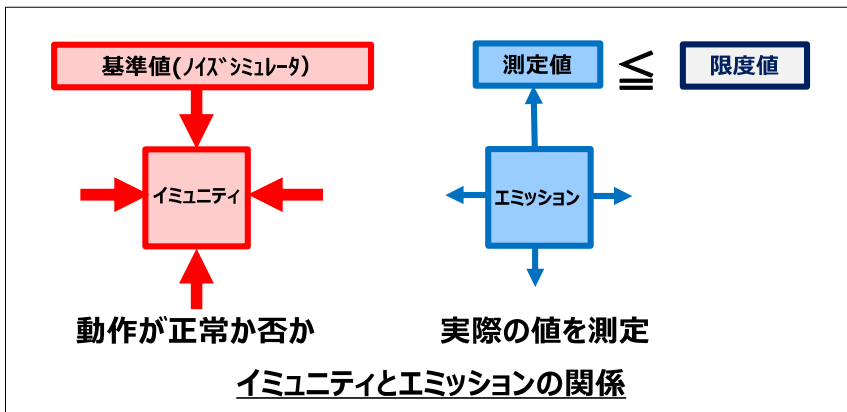 基準値(ﾉｲｽﾞｼﾐｭﾚｰﾀ)
測定値 ≦ 限度値
イミュニティ
エミッション
動作が正常か否か
実際の値を測定
イミュニティとエミッションの関係